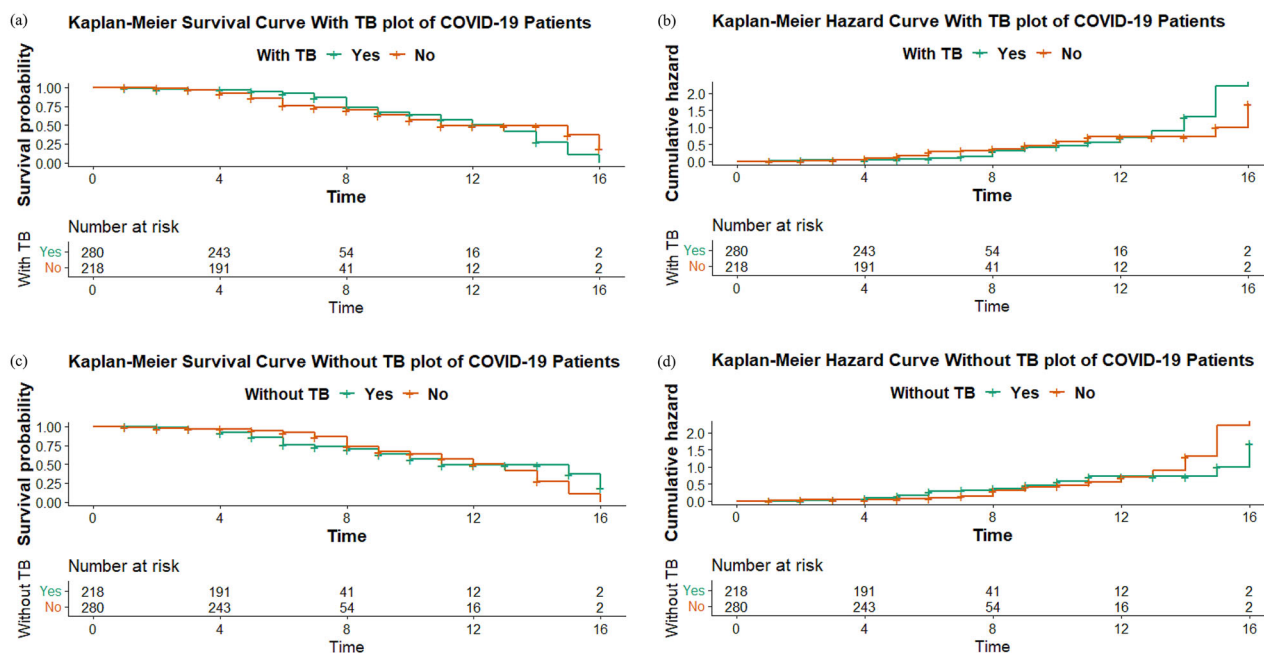 (a) Kaplan-Meier Survival Curve With TB plot of COVID-19 Patients
With TB Yes No
Survival probability
1.00
0.75
0.50
0.25
0.00
0 4 8 12 16
Time
Number at risk
With TB
Yes 280 243 54 16 2
No 218 191 41 12 2
0 4 8 12 16
Time
(b) Kaplan-Meier Hazard Curve With TB plot of COVID-19 Patients
With TB Yes No
Cumulative hazard
2.0
1.5
1.0
0.5
0.0
0 4 8 12 16
Time
Number at risk
With TB
Yes 280 243 54 16 2
No 218 191 41 12 2
0 4 8 12 16
Time
(c) Kaplan-Meier Survival Curve Without TB plot of COVID-19 Patients
Without TB Yes No
Survival probability
1.00
0.75
0.50
0.25
0.00
0 4 8 12 16
Time
Number at risk
Without TB
Yes 218 191 41 12 2
No 280 243 54 16 2
0 4 8 12 16
Time
(d) Kaplan-Meier Hazard Curve Without TB plot of COVID-19 Patients
Without TB Yes No
Cumulative hazard
2.0
1.5
1.0
0.5
0.0
0 4 8 12 16
Time
Number at risk
Without TB
Yes 218 191 41 12 2
No 280 243 54 16 2
0 4 8 12 16
Time